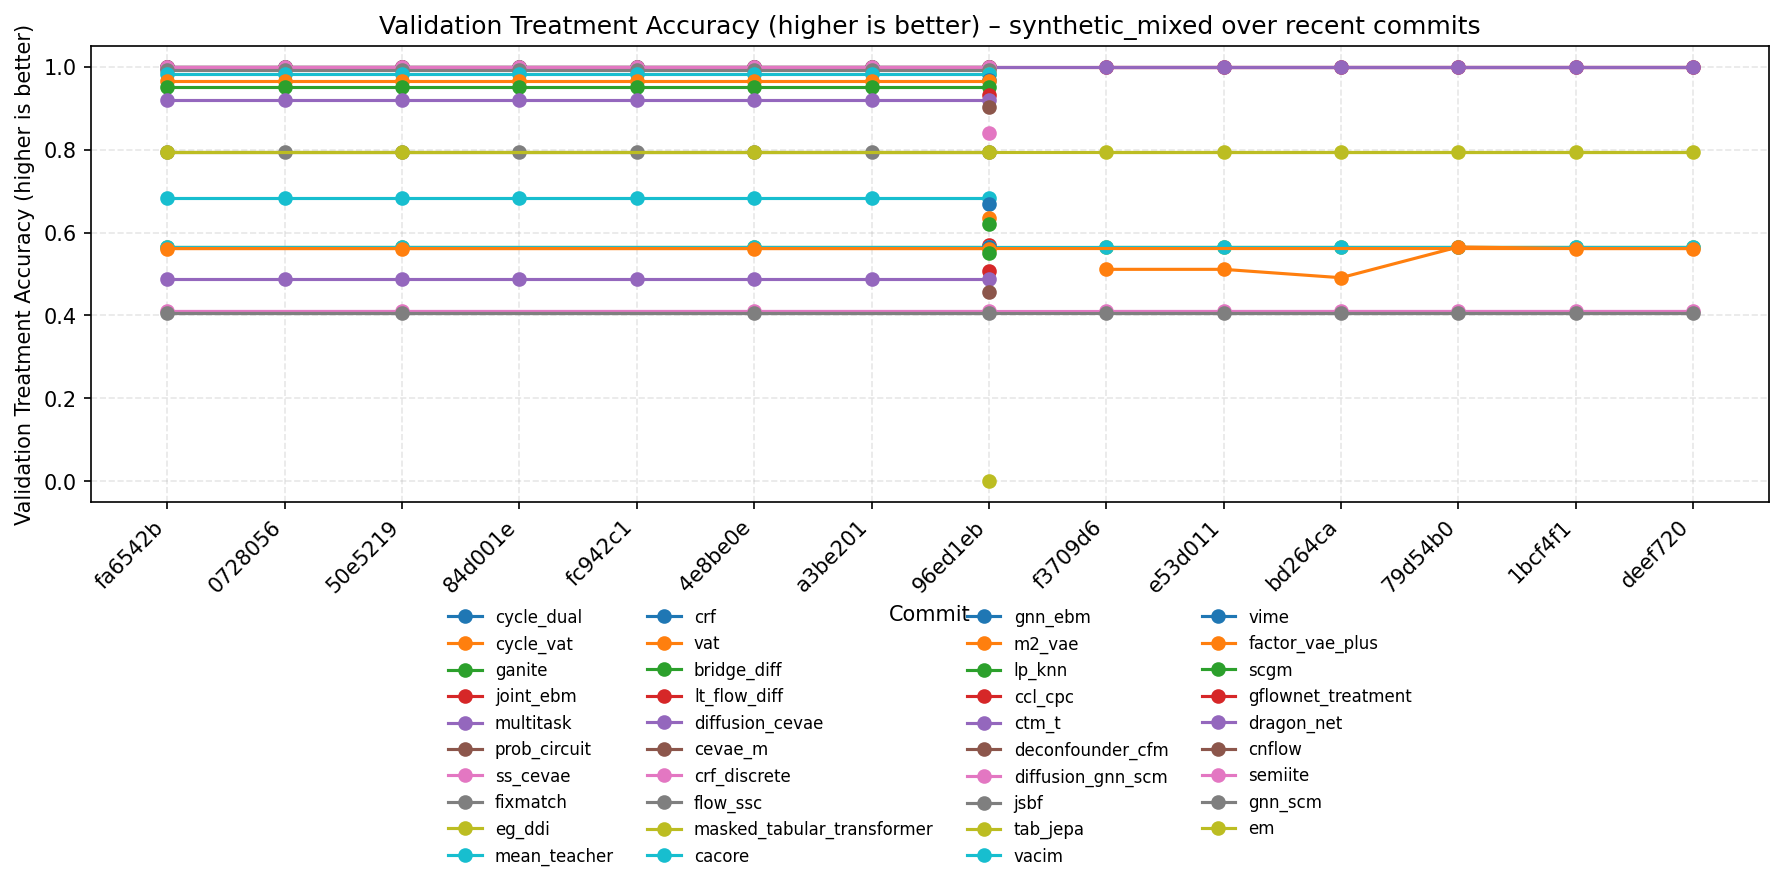 Validation Treatment Accuracy (higher is better) – synthetic_mixed over recent commits
Validation Treatment Accuracy (higher is better)
1.0
0.8
0.6
0.4
0.2
0.0
fa6542b
0728056
50e5219
84d001e
fc942c1
4e8be0e
a3be201
96ed1eb
f3709d6
e53d011
bd264ca
79d54b0
1bcf4f1
deef720
Commit
cycle_dual
cycle_vat
ganite
joint_ebm
multitask
prob_circuit
ss_cevae
fixmatch
eg_ddi
mean_teacher
crf
vat
bridge_diff
lt_flow_diff
diffusion_cevae
cevae_m
crf_discrete
flow_ssc
masked_tabular_transformer
cacore
gnn_ebm
m2_vae
lp_knn
ccl_cpc
ctm_t
deconfounder_cfm
diffusion_gnn_scm
jsbf
tab_jepa
vacim
vime
factor_vae_plus
scgm
gflownet_treatment
dragon_net
cnflow
semiite
gnn_scm
em